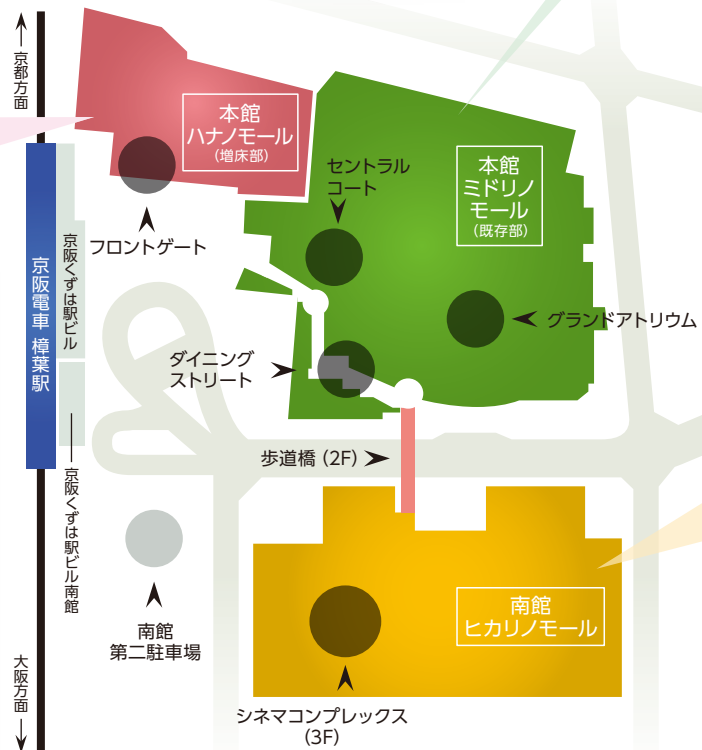 京都方面
本館
ハナノモール
(増床部)
セントラル
コート
本館
ミドリノ
モール
(既存部)
フロントゲート
京阪電車 樟葉駅
京阪くずは駅ビル
グランドアトリウム
ダイニング
ストリート
歩道橋 (2F)
京阪くずは駅ビル南館
南館
第二駐車場
南館
ヒカリノモール
大阪方面
シネマコンプレックス
(3F)